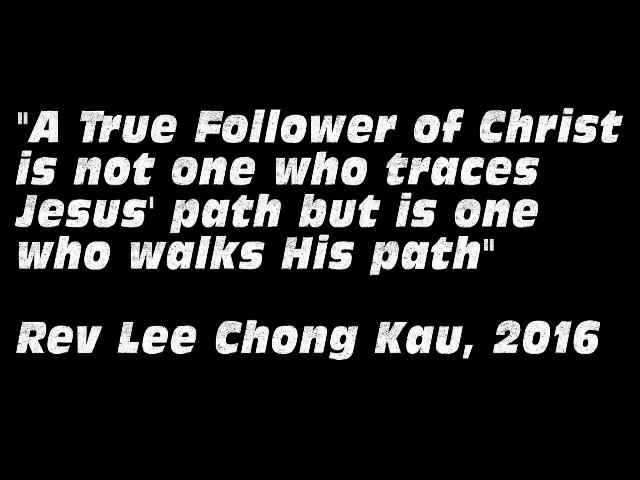 "A True Follower of Christ
is not one who traces
Jesus' path but is one
who walks His path"
Rev Lee Chong Kau, 2016